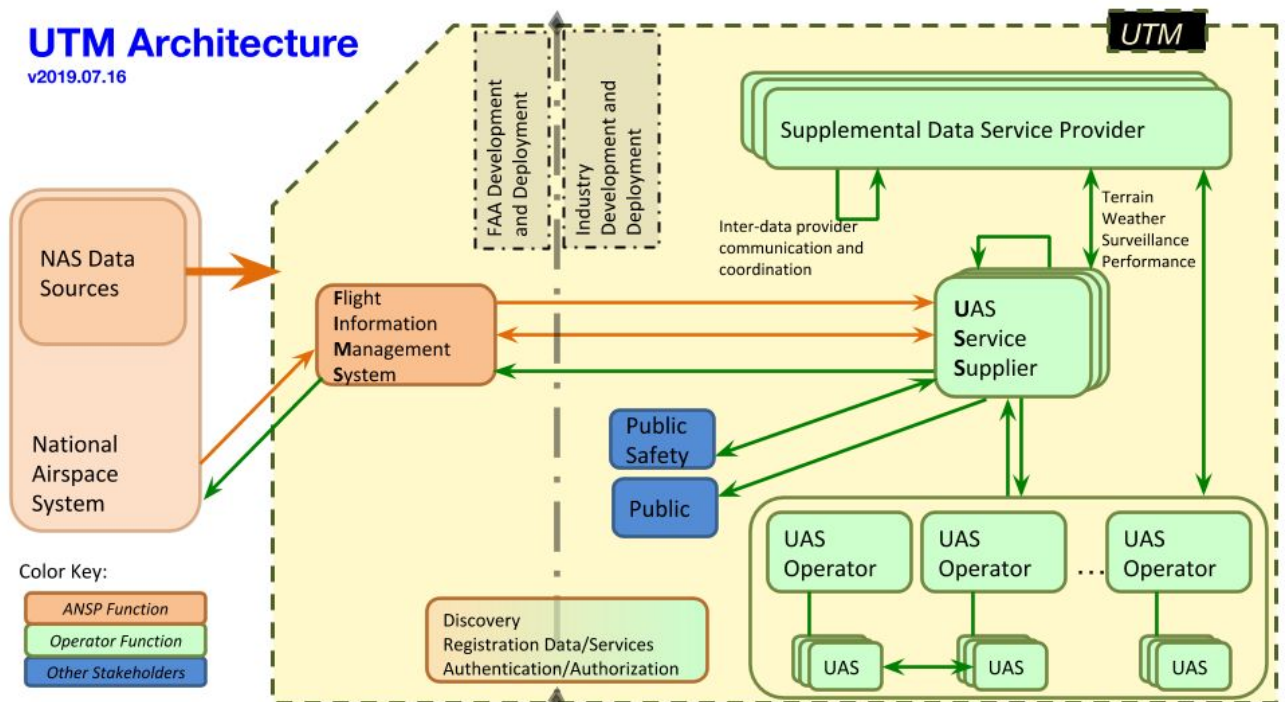 UTM Architecture
v2019.07.16
UTM
FAA Development
and Deployment
Industry
Development and
Deployment
Supplemental Data Service Provider
Inter-data provider
communication and
coordination
Terrain
Weather
Surveillance
Performance
NAS Data
Sources
National
Airspace
System
Flight
Information
Management
System
UAS
Service
Supplier
Public
Safety
Public
UAS
Operator
UAS
Operator
...
UAS
Operator
UAS
UAS
UAS
Discovery
Registration Data/Services
Authentication/Authorization
Color Key:
ANSP Function
Operator Function
Other Stakeholders